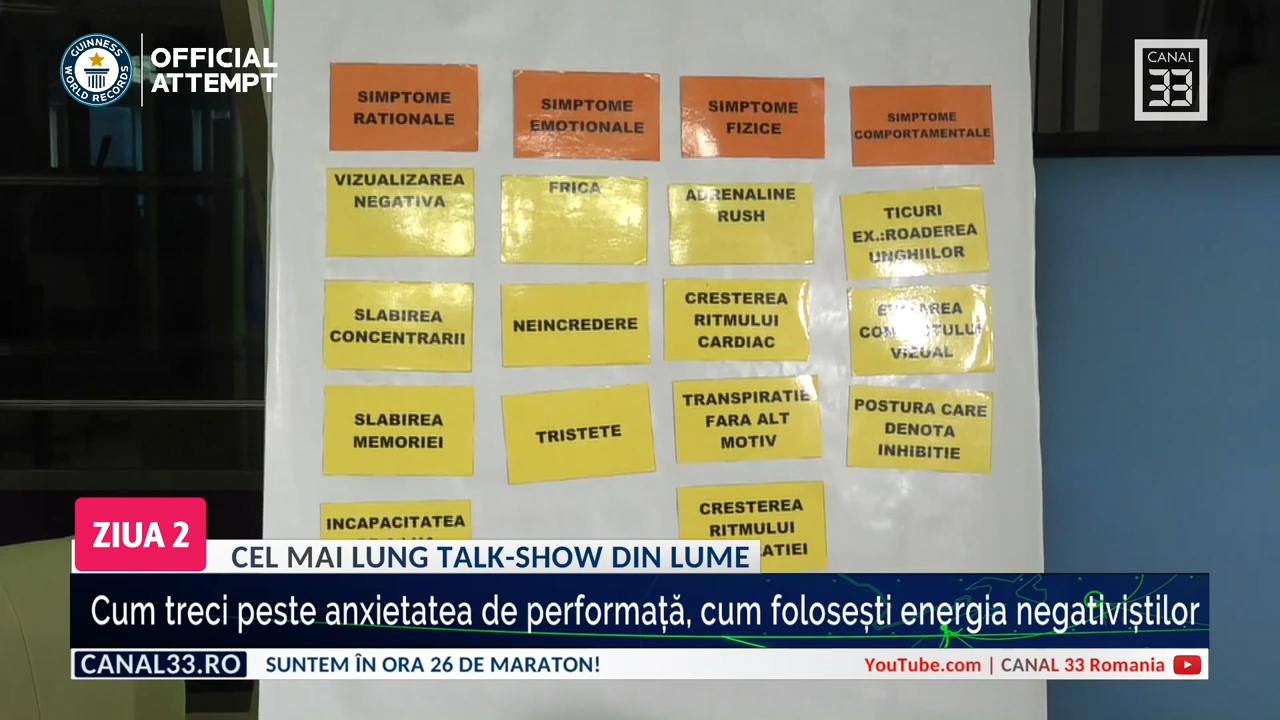 GUINNESS
WORLD RECORDS
OFFICIAL
ATTEMPT
CANAL
33
SIMPTOME
RATIONALE
SIMPTOME
EMOTIONALE
SIMPTOME
FIZICE
SIMPTOME
COMPORTAMENTALE
VIZUALIZAREA
NEGATIVA
FRICA
ADRENALINE
RUSH
TICURI
EX.:ROADEREA
UNGHIILOR
SLABIREA
CONCENTRARII
NEINCREDERE
CRESTEREA
RITMULUI
CARDIAC
VIZUAL
SLABIREA
MEMORIEI
TRISTETE
TRANSPIRATIE
FARA ALT
MOTIV
POSTURA CARE
DENOTA
INHIBITIE
INCAPACITATEA
CRESTEREA
RITMULUI
ZIUA 2
CEL MAI LUNG TALK-SHOW DIN LUME
Cum treci peste anxietatea de performață, cum folosești energia negativiștilor
CANAL33.RO
SUNTEM ÎN ORA 26 DE MARATON!
YouTube.com | CANAL 33 Romania